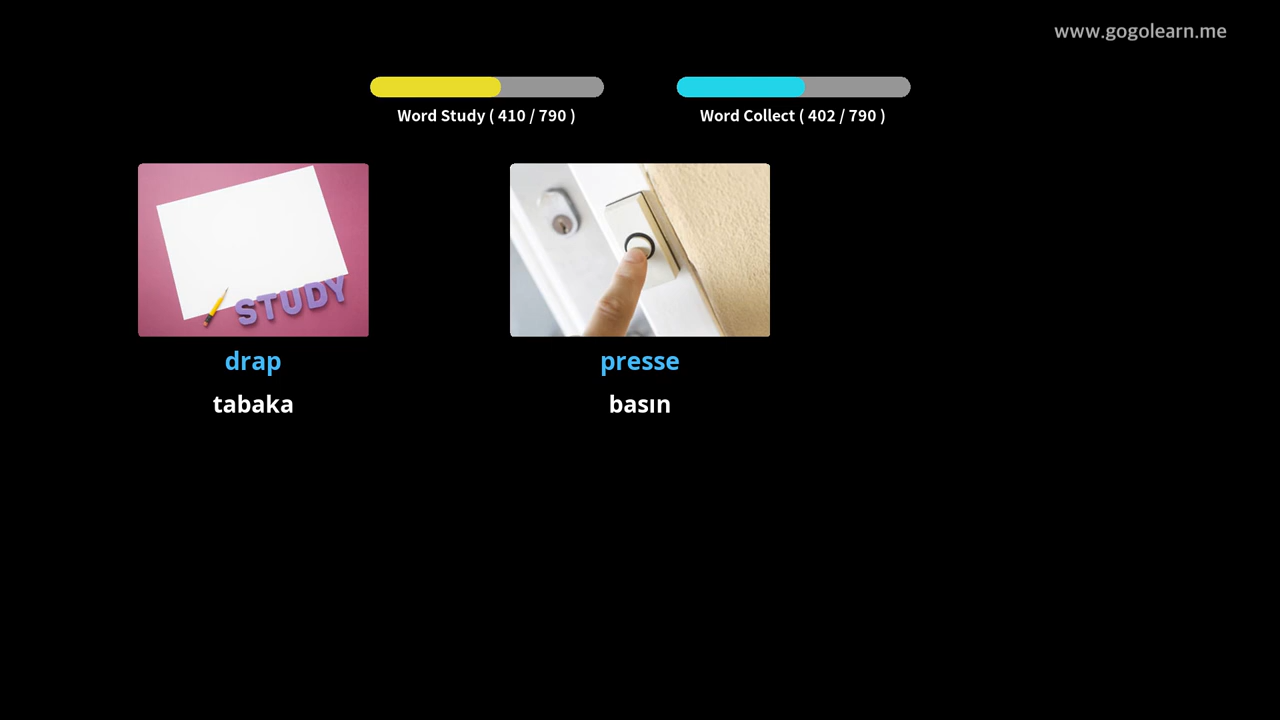 www.gogolearn.me
Word Study ( 410 / 790 )
Word Collect ( 402 / 790 )
STUDY
drap
presse
tabaka
basın